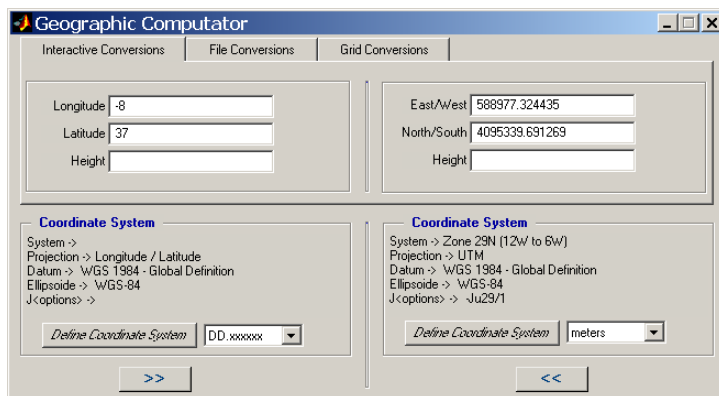 Geographic Computator
Interactive Conversions
File Conversions
Grid Conversions
Longitude -8
Latitude 37
Height
East/West 588977.324435
North/South 4095339.691269
Height
Coordinate System
System ->
Projection -> Longitude / Latitude
Datum -> WGS 1984 - Global Definition
Ellipsoide -> WGS-84
J<options> ->
Define Coordinate System DD.xxxxxx
>>
Coordinate System
System -> Zone 29N (12W to 6W)
Projection -> UTM
Datum -> WGS 1984 - Global Definition
Ellipsoide -> WGS-84
J<options> -> -Ju29/1
Define Coordinate System meters
<<